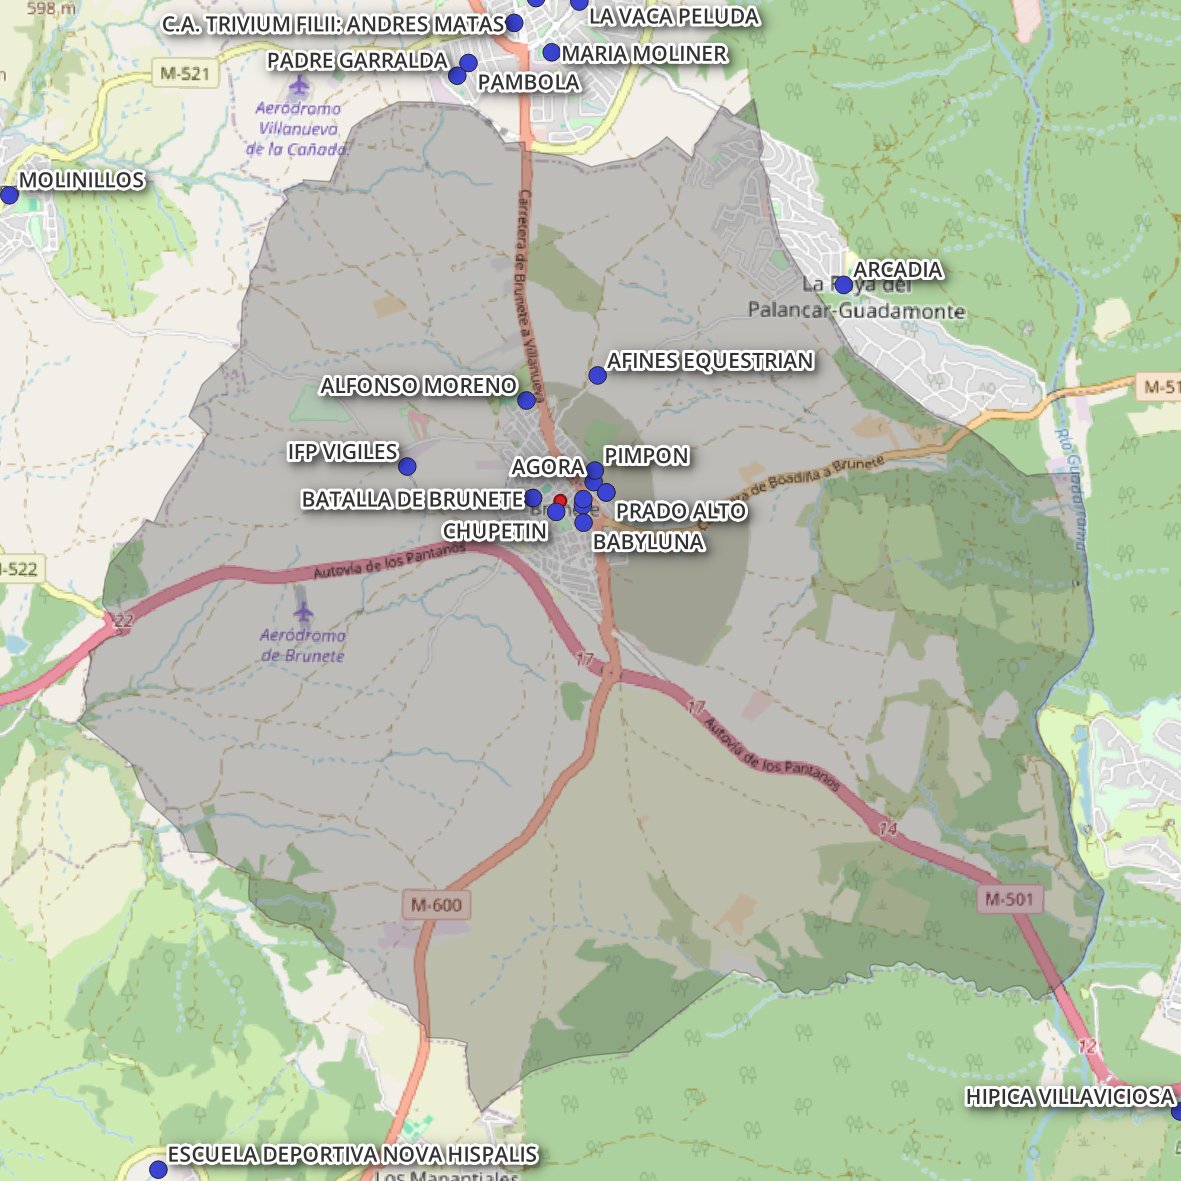 598 m
C.A. TRIVIUM FILII: ANDRES MATAS
LA VACA PELUDA
MARIA MOLINER
PADRE GARRALDA
PAMBOLA
M-521
Aeródromo
Villanueva
de la Cañada
MOLINILLOS
Carretera de Brunete a Villanueva
ARCADIA
Palancar-Guadamonte
AFINES EQUESTRIAN
ALFONSO MORENO
M-51
IFP VIGILES
AGORA
PIMPON
de Boadilla a Brunete
Río Guadarrama
BATALLA DE BRUNETE
PRADO ALTO
CHUPETIN
BABYLUNA
Autovía de los Pantanos
-522
22
Aeródromo
de Brunete
17
17
Autovía de los Pantanos
14
M-600
M-501
12
HIPICA VILLAVICIOSA
ESCUELA DEPORTIVA NOVA HISPALIS
Los Manantiales